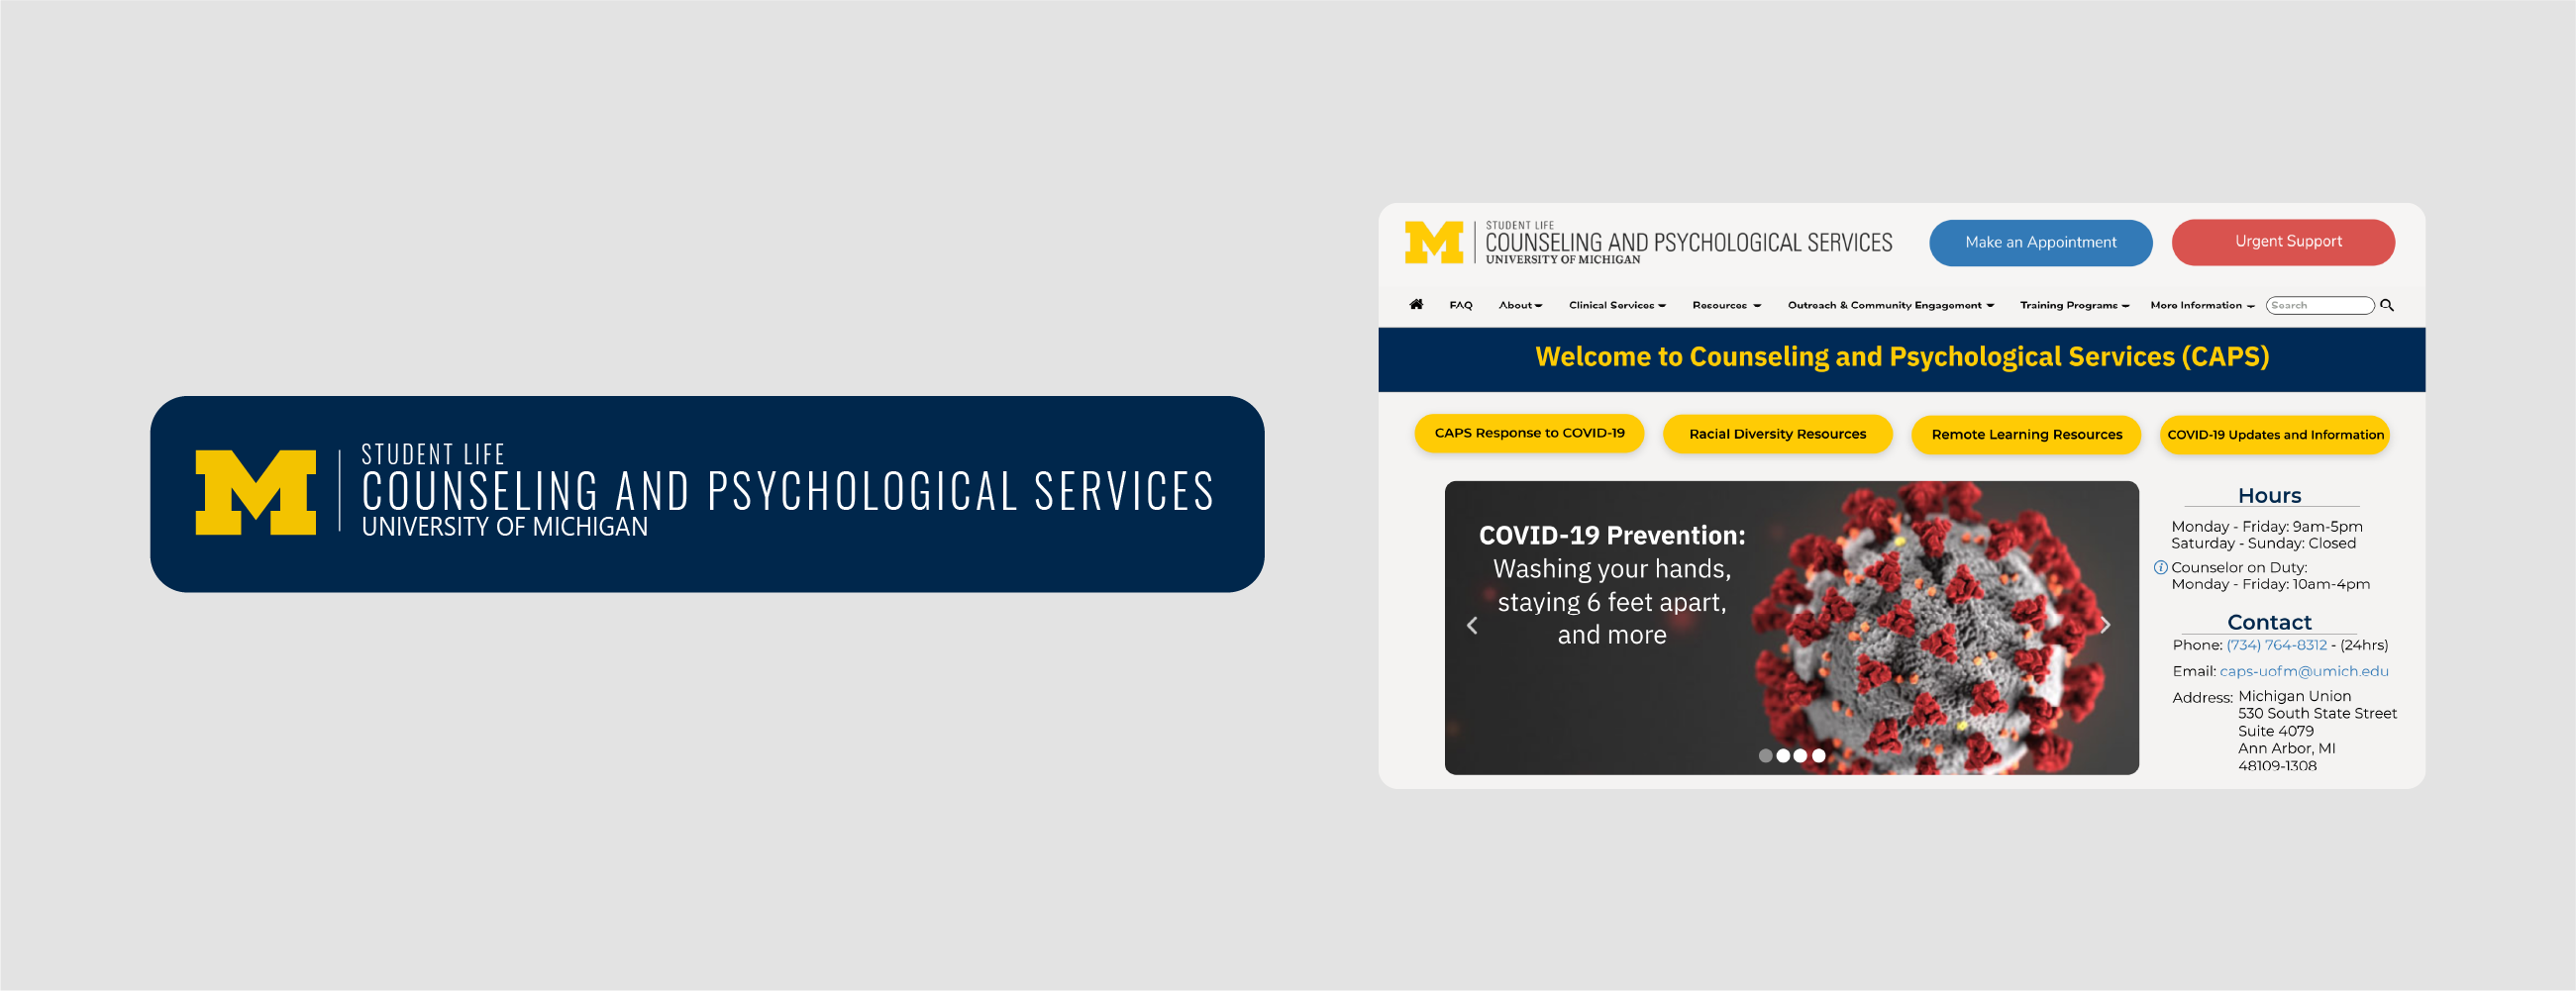 M
STUDENT LIFE
COUNSELING AND PSYCHOLOGICAL SERVICES
UNIVERSITY OF MICHIGAN
M
STUDENT LIFE
COUNSELING AND PSYCHOLOGICAL SERVICES
UNIVERSITY OF MICHIGAN
Make an Appointment
Urgent Support
FAQ
About
Clinical Services
Resources
Outreach & Community Engagement
Training Programs
More Information
Search
Welcome to Counseling and Psychological Services (CAPS)
CAPS Response to COVID-19
Racial Diversity Resources
Remote Learning Resources
COVID-19 Updates and Information
COVID-19 Prevention:
Washing your hands,
staying 6 feet apart,
and more
Hours
Monday - Friday: 9am-5pm
Saturday - Sunday: Closed
i Counselor on Duty:
Monday - Friday: 10am-4pm
Contact
Phone: (734) 764-8312 - (24hrs)
Email: caps-uofm@umich.edu
Address: Michigan Union
530 South State Street
Suite 4079
Ann Arbor, MI
48109-1308